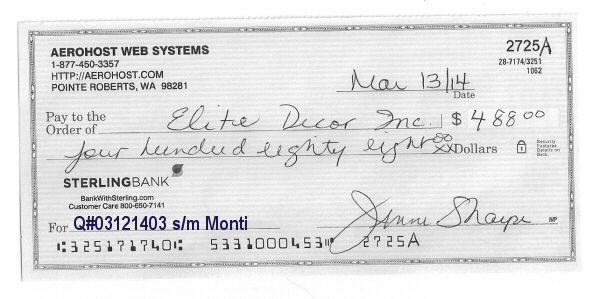 AEROHOST WEB SYSTEMS
1-877-450-3357
HTTP://AEROHOST.COM
POINTE ROBERTS, WA 98281
2725A
28-7174/3251
1062
Mar 13/14
Date
Pay to the
Order of Elite Decor Inc. $ 488 00
four hundred eighty eight 00/XX Dollars
Security
Features
Details on
Back.
STERLING BANK
BankWithSterling.com
Customer Care 800-650-7141
For Q#03121403 s/m Monti
MP
⑆325171740⑆ 5331000453⑈ 2725A